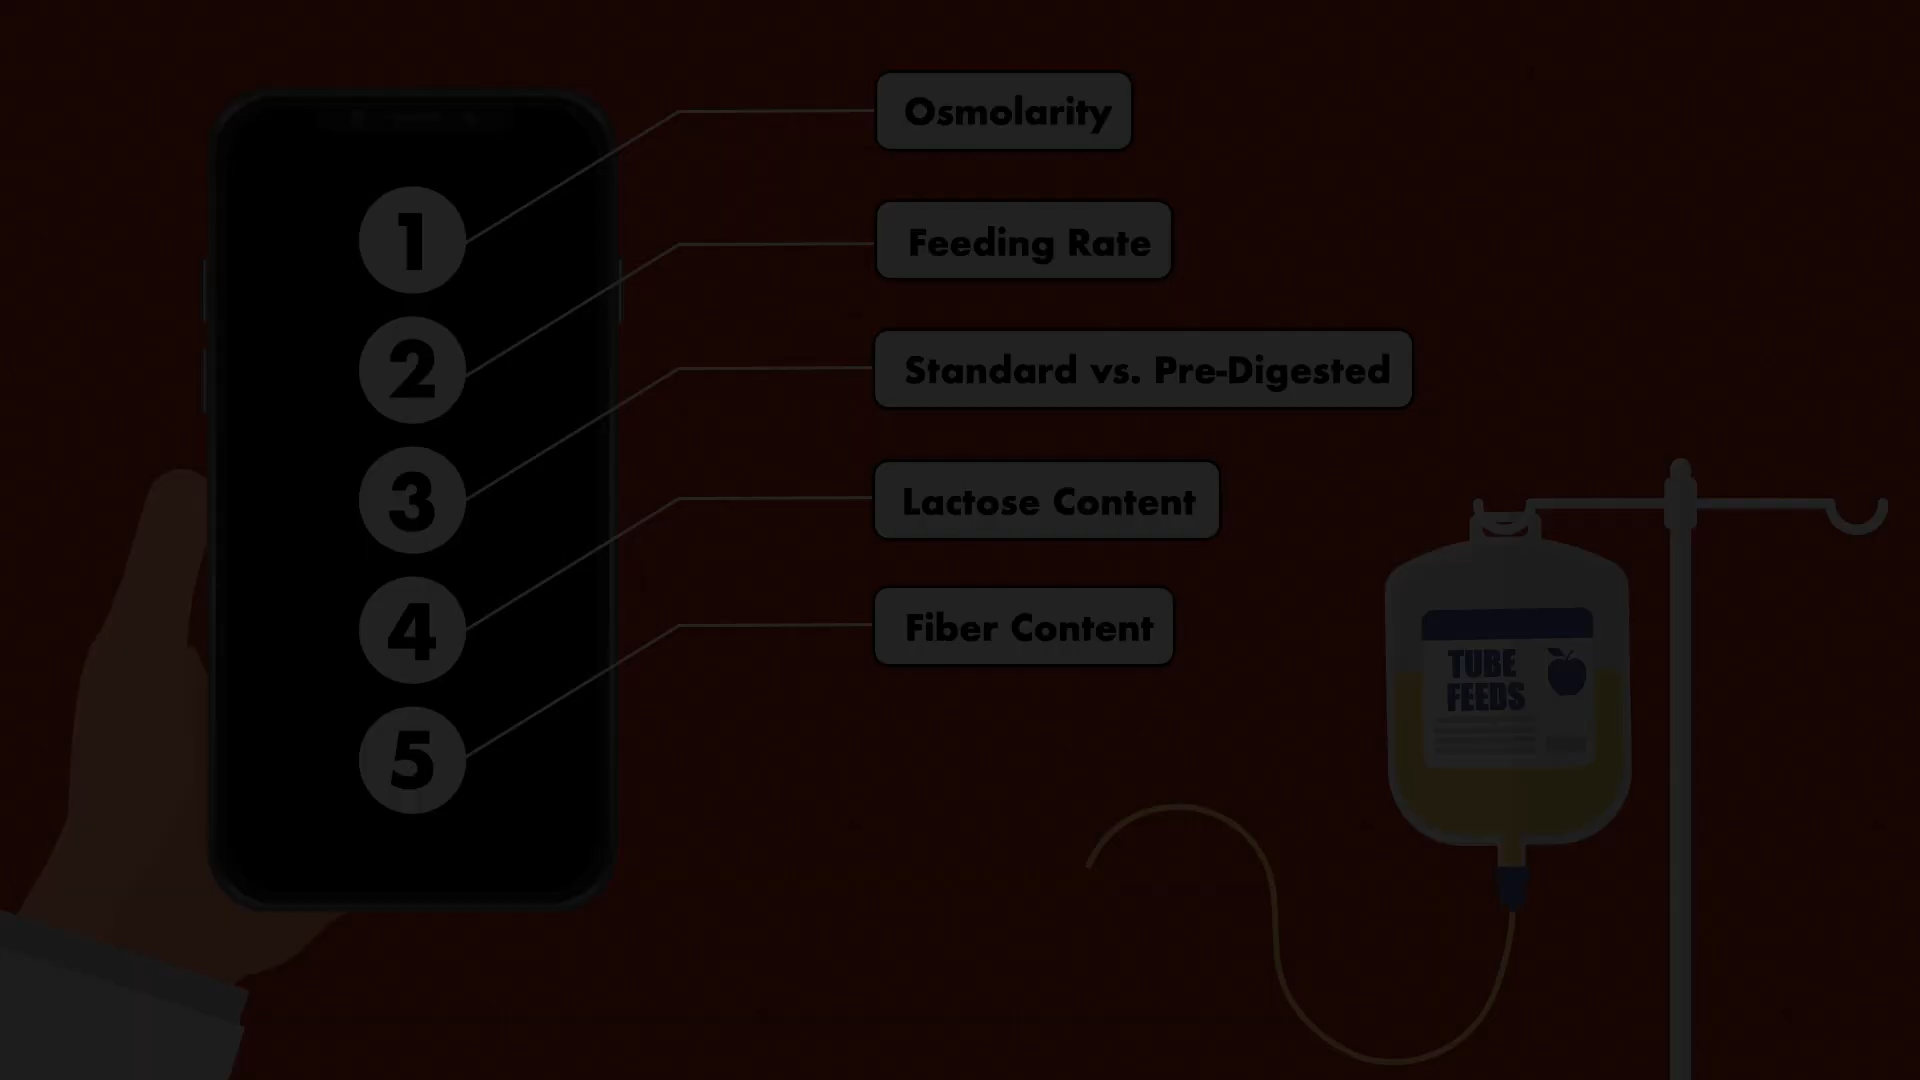 1
Osmolarity
2
Feeding Rate
3
Standard vs. Pre-Digested
4
Lactose Content
5
Fiber Content
TUBE
FEEDS